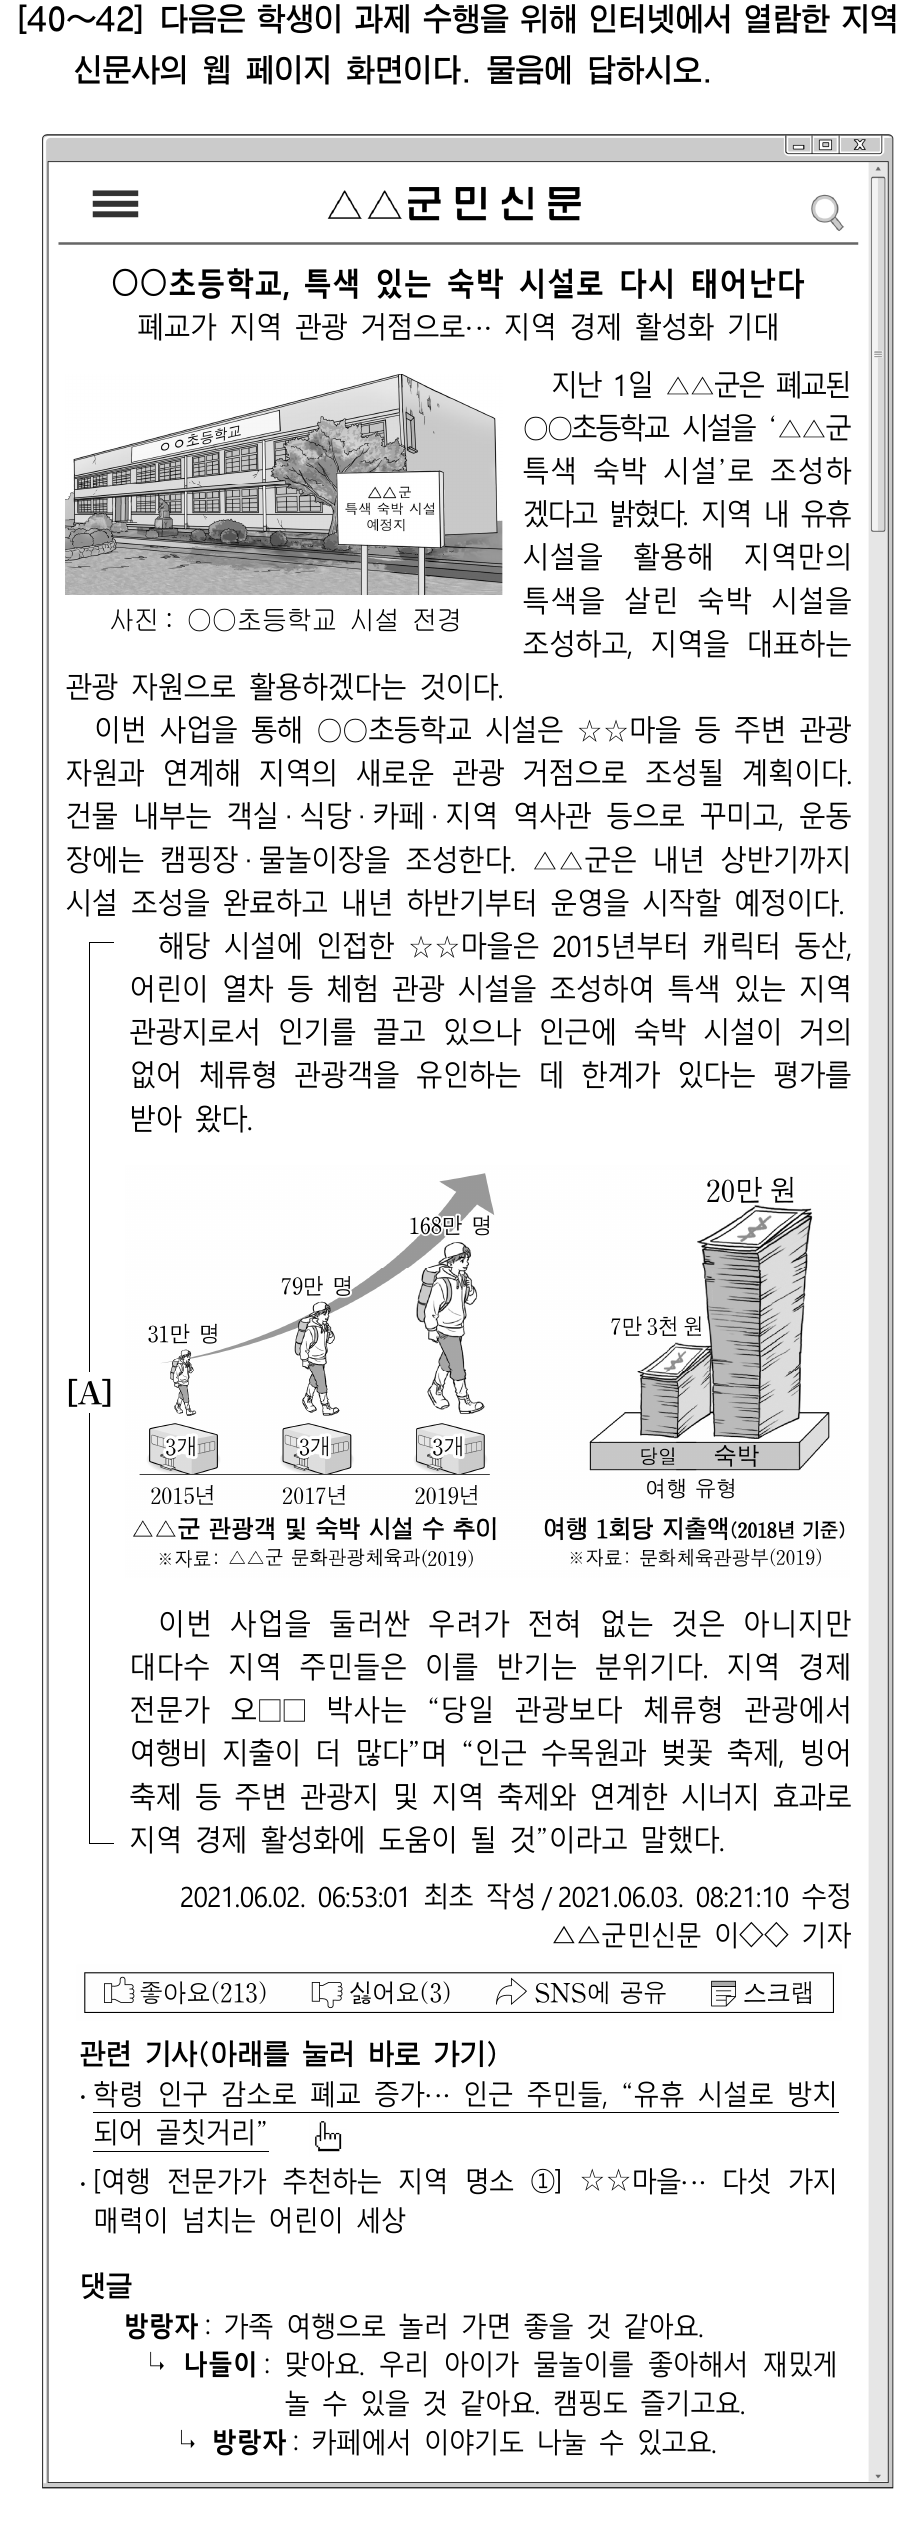 [40～42] 다음은 학생이 과제 수행을 위해 인터넷에서 열람한 지역
신문사의 웹 페이지 화면이다. 물음에 답하시오.
△△군민신문
○○초등학교, 특색 있는 숙박 시설로 다시 태어난다
폐교가 지역 관광 거점으로… 지역 경제 활성화 기대
○○초등학교
△△군
특색 숙박 시설
예정지
사진 : ○○초등학교 시설 전경
지난 1일 △△군은 폐교된
○○초등학교 시설을 ‘△△군
특색 숙박 시설’로 조성하
겠다고 밝혔다. 지역 내 유휴
시설을 활용해 지역만의
특색을 살린 숙박 시설을
조성하고, 지역을 대표하는
관광 자원으로 활용하겠다는 것이다.
이번 사업을 통해 ○○초등학교 시설은 ☆☆마을 등 주변 관광
자원과 연계해 지역의 새로운 관광 거점으로 조성될 계획이다.
건물 내부는 객실·식당·카페·지역 역사관 등으로 꾸미고, 운동
장에는 캠핑장·물놀이장을 조성한다. △△군은 내년 상반기까지
시설 조성을 완료하고 내년 하반기부터 운영을 시작할 예정이다.
[A]
해당 시설에 인접한 ☆☆마을은 2015년부터 캐릭터 동산,
어린이 열차 등 체험 관광 시설을 조성하여 특색 있는 지역
관광지로서 인기를 끌고 있으나 인근에 숙박 시설이 거의
없어 체류형 관광객을 유인하는 데 한계가 있다는 평가를
받아 왔다.
31만 명
79만 명
168만 명
3개
3개
3개
2015년
2017년
2019년
△△군 관광객 및 숙박 시설 수 추이
※자료 : △△군 문화관광체육과(2019)
20만 원
7만 3천 원
당일 숙박
여행 유형
여행 1회당 지출액(2018년 기준)
※자료 : 문화체육관광부(2019)
이번 사업을 둘러싼 우려가 전혀 없는 것은 아니지만
대다수 지역 주민들은 이를 반기는 분위기다. 지역 경제
전문가 오□□ 박사는 “당일 관광보다 체류형 관광에서
여행비 지출이 더 많다”며 “인근 수목원과 벚꽃 축제, 빙어
축제 등 주변 관광지 및 지역 축제와 연계한 시너지 효과로
지역 경제 활성화에 도움이 될 것”이라고 말했다.
2021.06.02. 06:53:01 최초 작성 / 2021.06.03. 08:21:10 수정
△△군민신문 이◇◇ 기자
좋아요(213) 싫어요(3) SNS에 공유 스크랩
관련 기사(아래를 눌러 바로 가기)
· 학령 인구 감소로 폐교 증가… 인근 주민들, “유휴 시설로 방치
되어 골칫거리”
· [여행 전문가가 추천하는 지역 명소 ①] ☆☆마을… 다섯 가지
매력이 넘치는 어린이 세상
댓글
방랑자 : 가족 여행으로 놀러 가면 좋을 것 같아요.
↳ 나들이 : 맞아요. 우리 아이가 물놀이를 좋아해서 재밌게
놀 수 있을 것 같아요. 캠핑도 즐기고요.
↳ 방랑자 : 카페에서 이야기도 나눌 수 있고요.